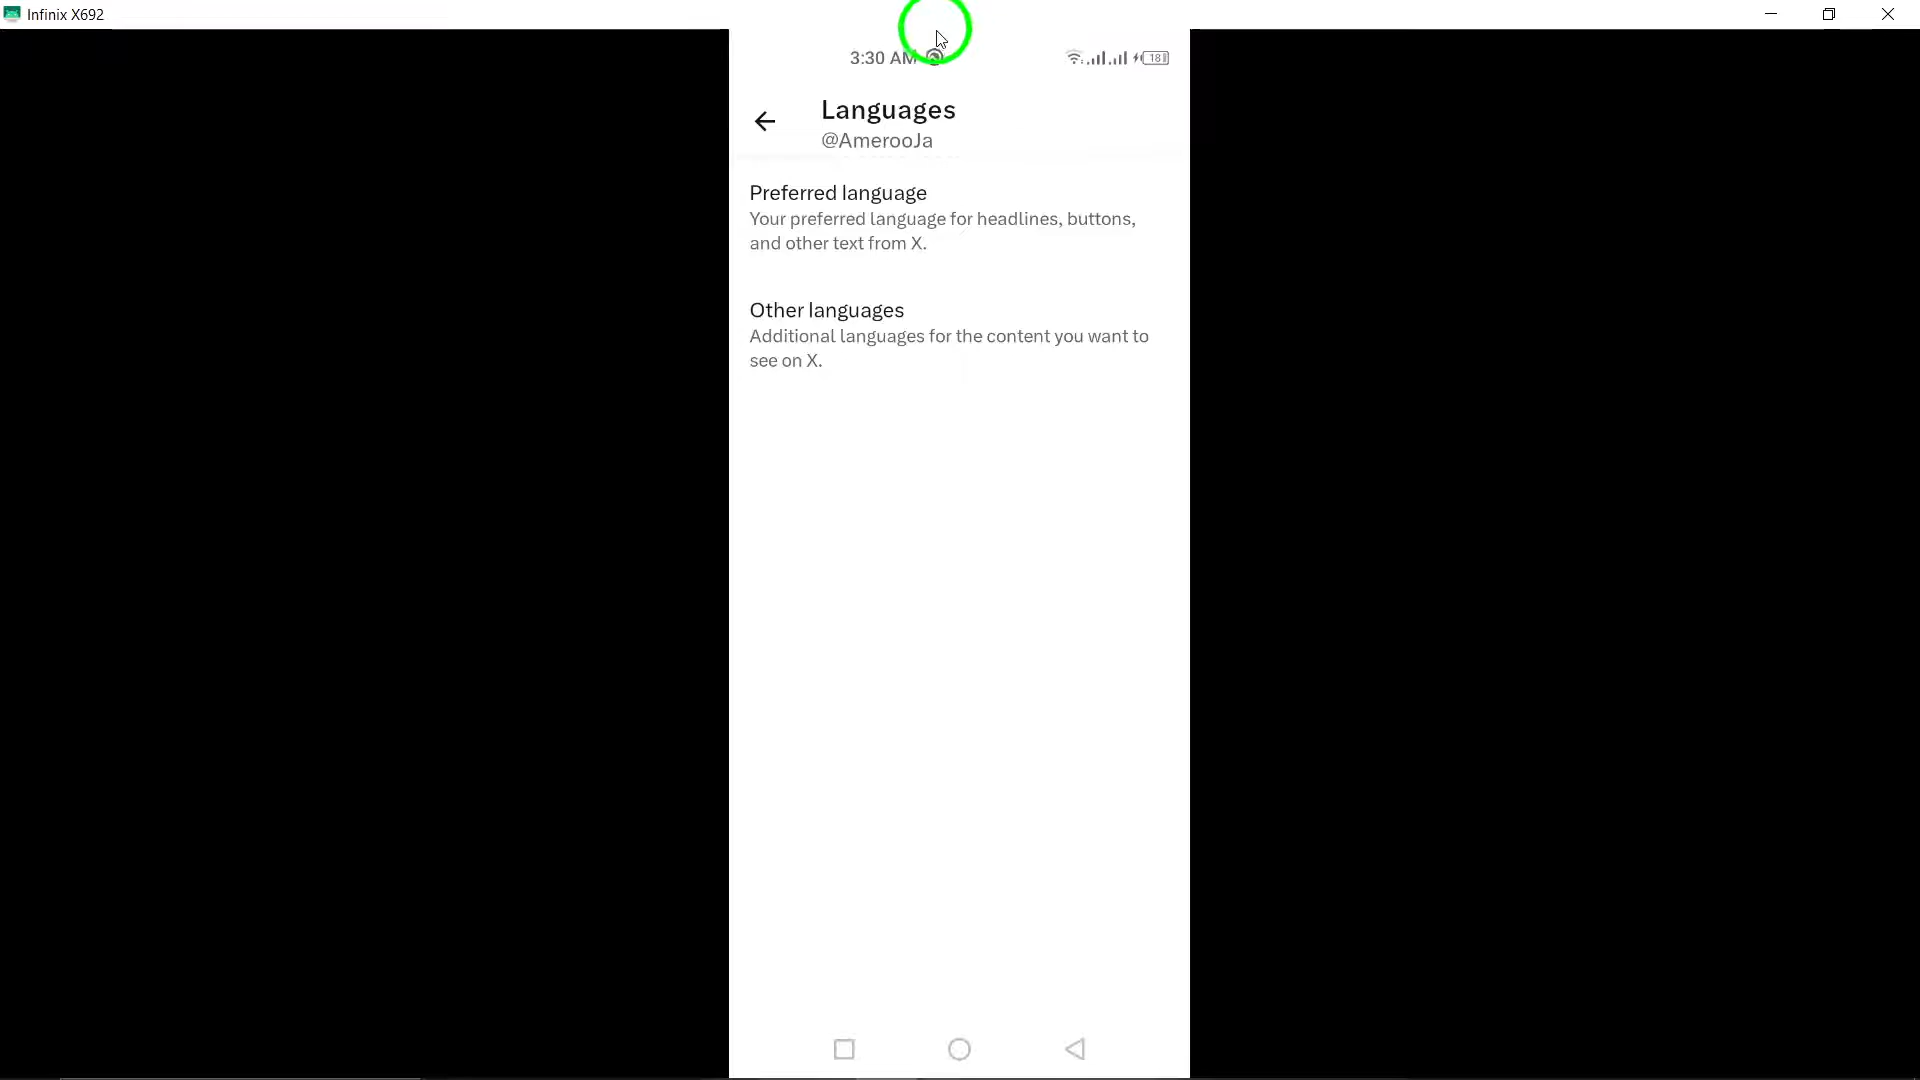 Infinix X692
3:30 AM
18
Languages
@AmerooJa
Preferred language
Your preferred language for headlines, buttons,
and other text from X.
Other languages
Additional languages for the content you want to
see on X.